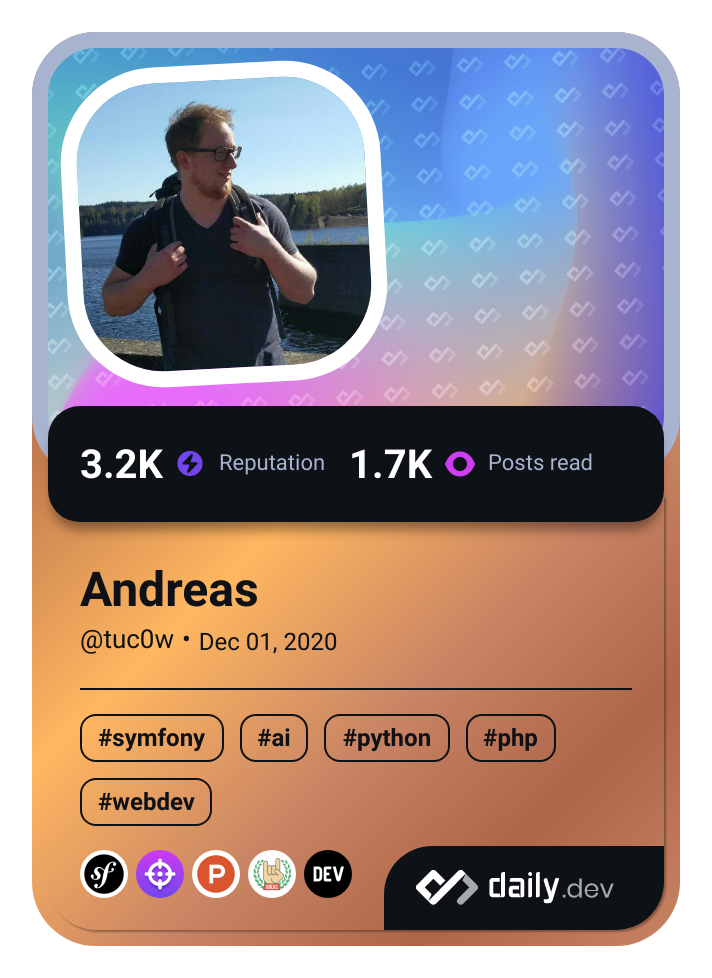 3.2K Reputation 1.7K Posts read
Andreas
@tuc0w • Dec 01, 2020
#symfony #ai #python #php
#webdev
sf P DEV daily.dev